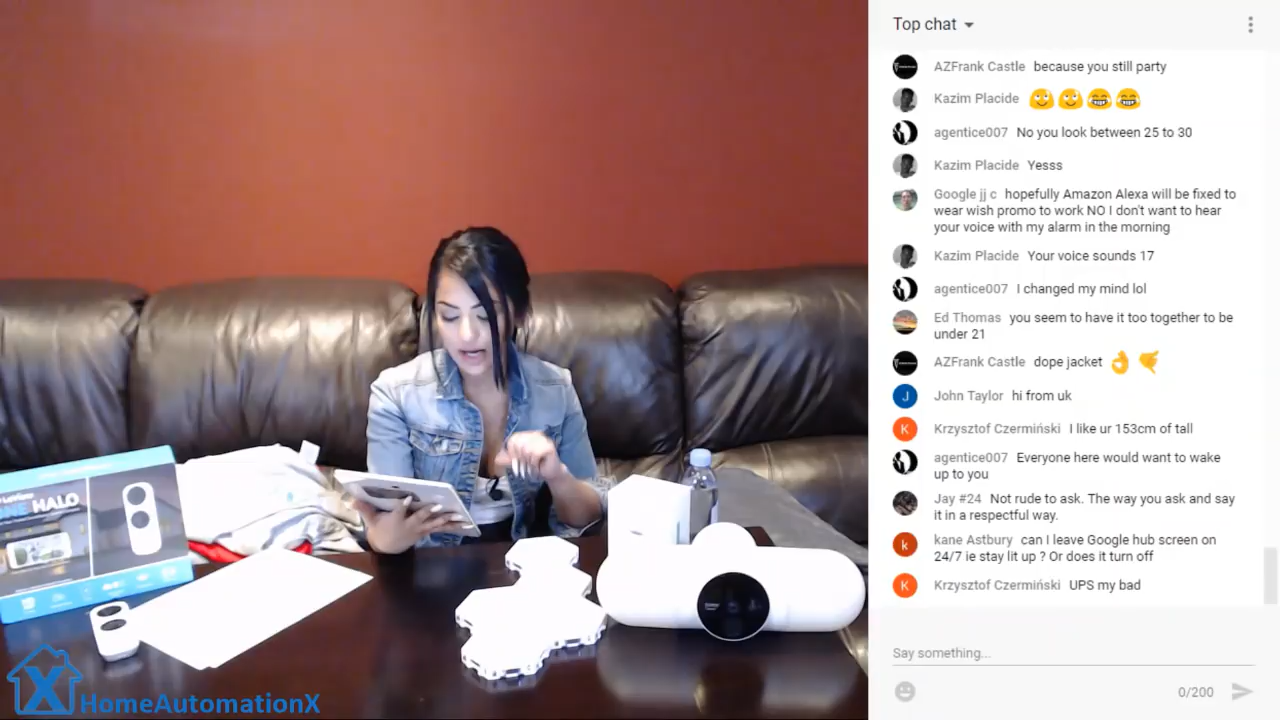 LaView
ONE HALO
HomeAutomationX
Top chat
AZFrank Castle because you still party
Kazim Placide
agentice007 No you look between 25 to 30
Kazim Placide Yesss
Google jj c hopefully Amazon Alexa will be fixed to
wear wish promo to work NO I don't want to hear
your voice with my alarm in the morning
Kazim Placide Your voice sounds 17
agentice007 I changed my mind lol
Ed Thomas you seem to have it too together to be
under 21
AZFrank Castle dope jacket
J
John Taylor hi from uk
K
Krzysztof Czermiński I like ur 153cm of tall
agentice007 Everyone here would want to wake
up to you
Jay #24 Not rude to ask. The way you ask and say
it in a respectful way.
k
kane Astbury can I leave Google hub screen on
24/7 ie stay lit up ? Or does it turn off
K
Krzysztof Czermiński UPS my bad
Say something...
0/200